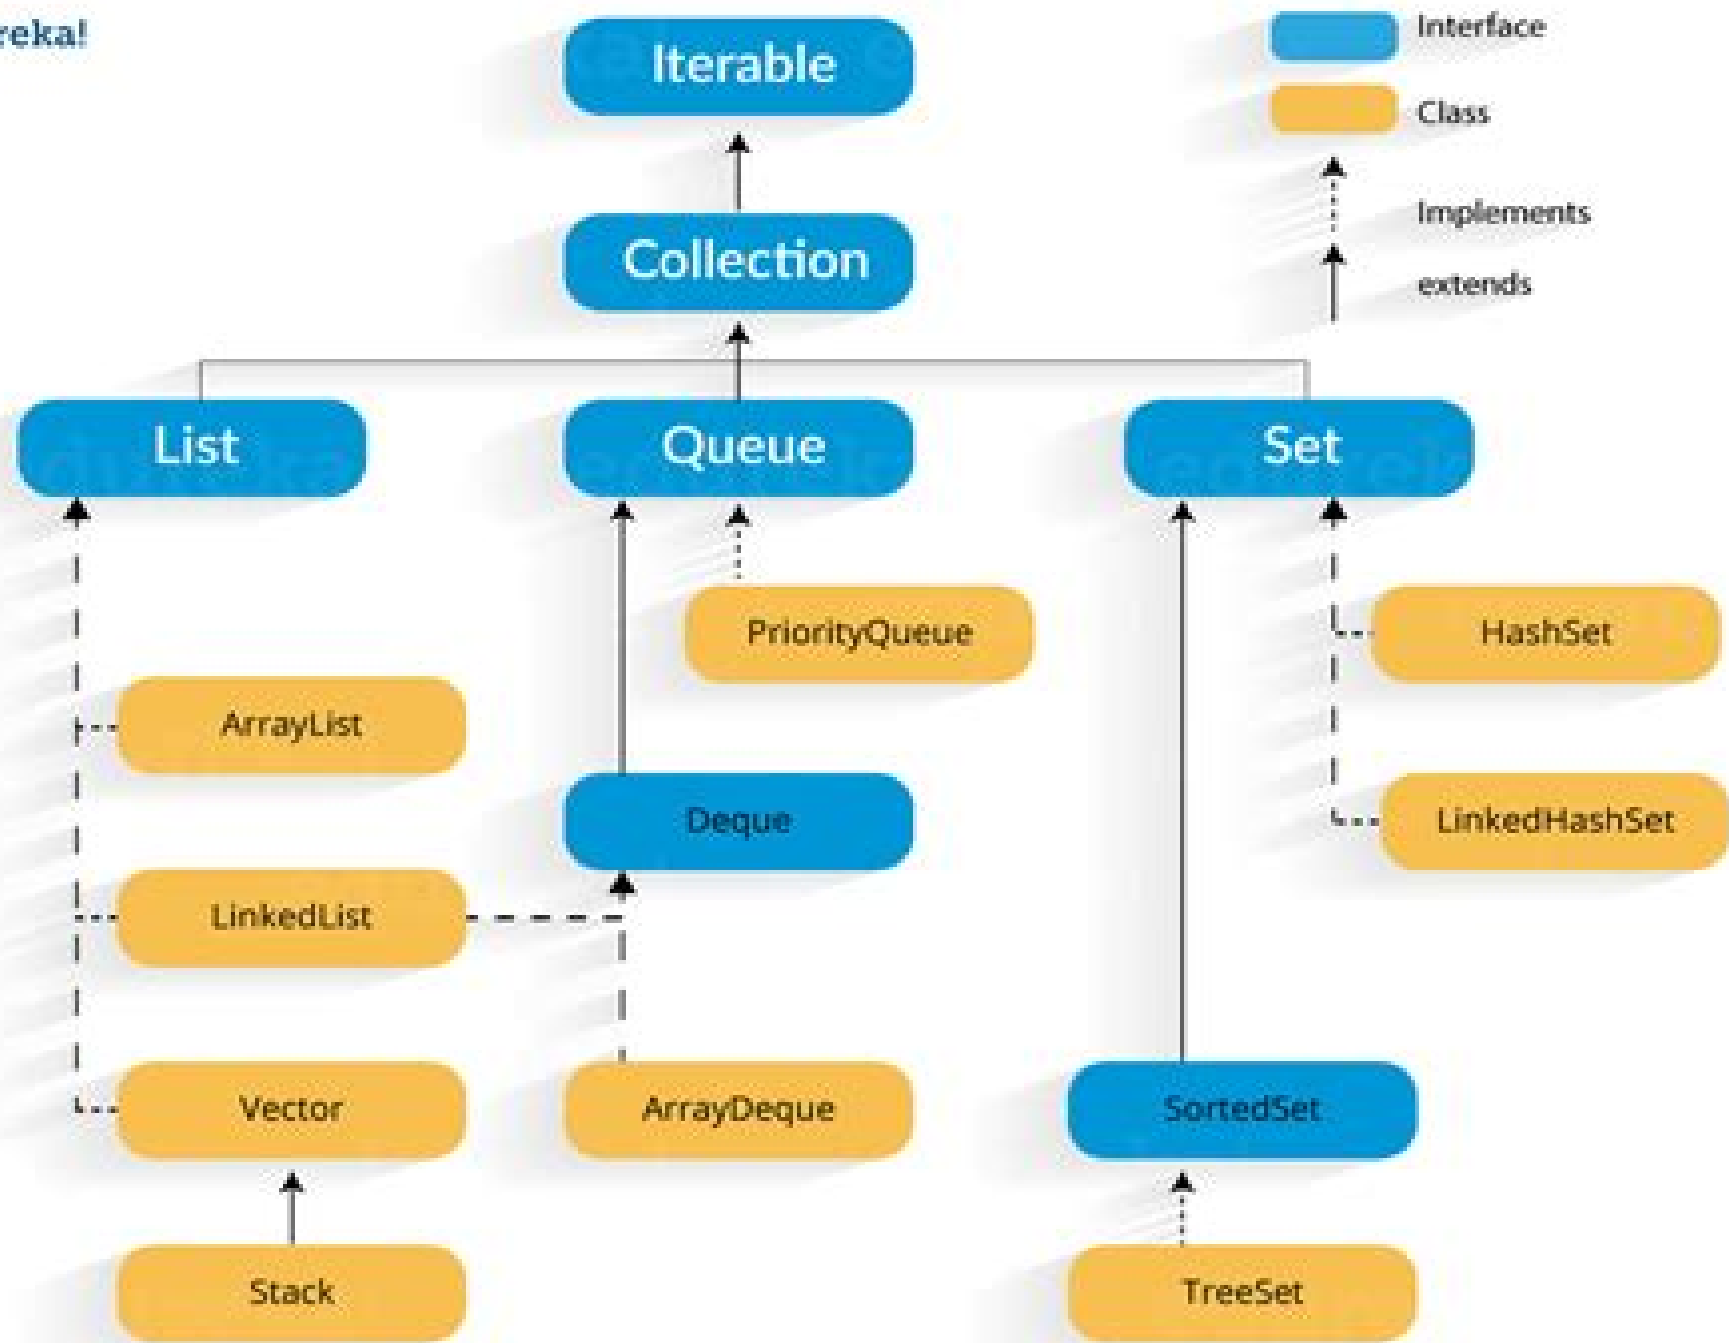 reka!
Iterable
Interface
Class
Implements
extends
Collection
List
Queue
Set
PriorityQueue
HashSet
ArrayList
Deque
LinkedHashSet
LinkedList
Vector
ArrayDeque
SortedSet
Stack
TreeSet